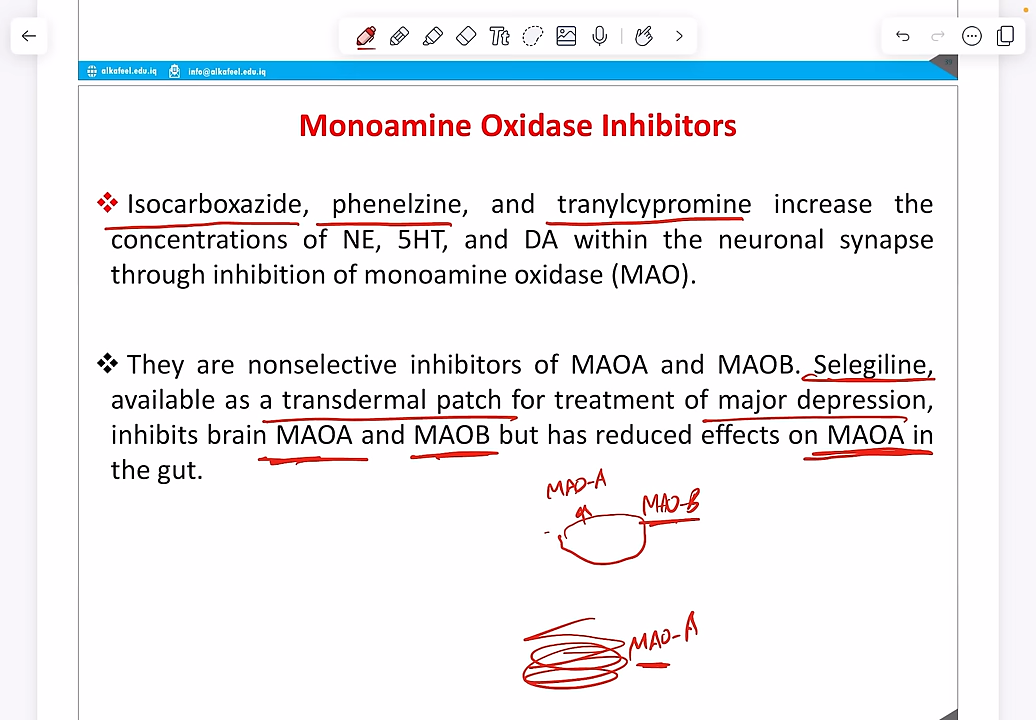 Tt
alkafeel.edu.iq info@alkafeel.edu.iq
Monoamine Oxidase Inhibitors
Isocarboxazide, phenelzine, and tranylcypromine increase the
concentrations of NE, 5HT, and DA within the neuronal synapse
through inhibition of monoamine oxidase (MAO).
They are nonselective inhibitors of MAOA and MAOB. Selegiline,
available as a transdermal patch for treatment of major depression,
inhibits brain MAOA and MAOB but has reduced effects on MAOA in
the gut.
MAO-A
MAO-B
MAO-A